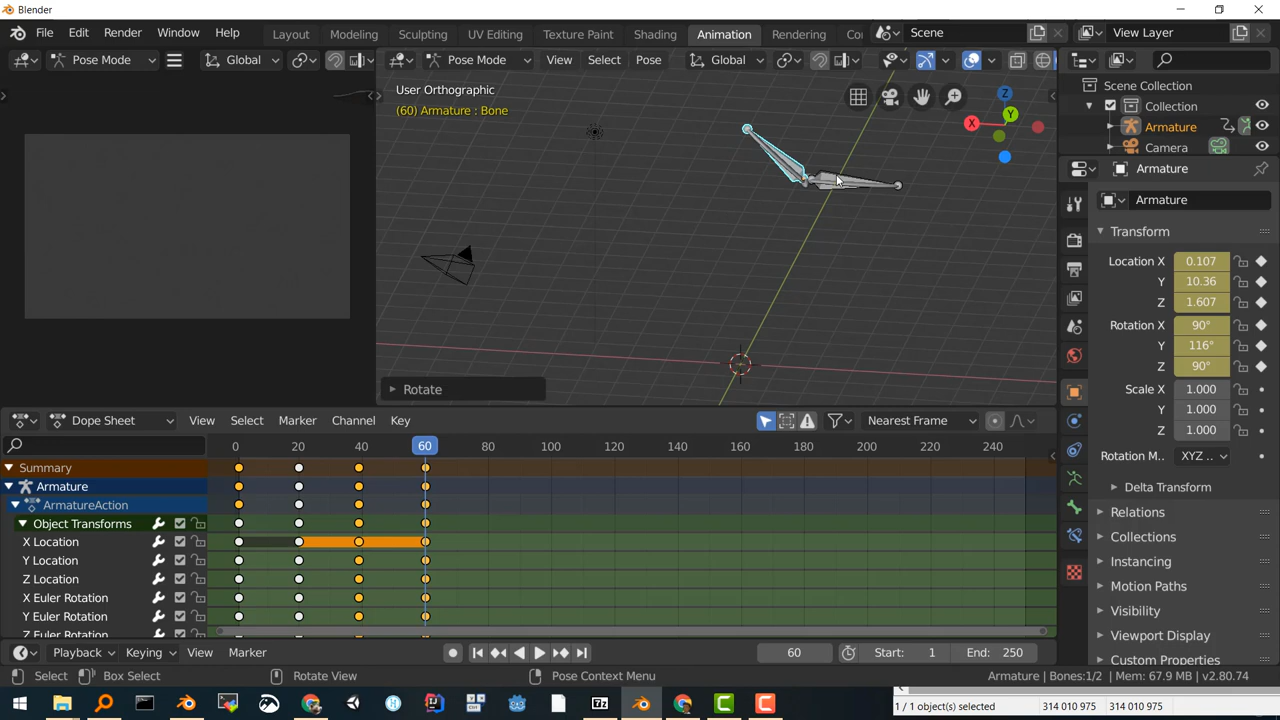 Blender
File Edit Render Window Help Layout Modeling Sculpting UV Editing Texture Paint Shading Animation Rendering Co Scene View Layer
Pose Mode Global Pose Mode View Select Pose Global
User Orthographic
(60) Armature : Bone
Z
Y
X
Scene Collection
Collection
Armature
Camera
Armature
Armature
Transform
Location X 0.107
Y 10.36
Z 1.607
Rotation X 90°
Y 116°
Z 90°
Scale X 1.000
Y 1.000
Z 1.000
Rotation M.. XYZ ..
Delta Transform
Relations
Collections
Instancing
Motion Paths
Visibility
Viewport Display
Custom Properties
Rotate
Dope Sheet View Select Marker Channel Key Nearest Frame
0 20 40 60 80 100 120 140 160 180 200 220 240
Summary
Armature
ArmatureAction
Object Transforms
X Location
Y Location
Z Location
X Euler Rotation
Y Euler Rotation
Z Euler Rotation
Playback Keying View Marker 60 Start: 1 End: 250
Select Box Select Rotate View Pose Context Menu Armature | Bones:1/2 | Mem: 67.9 MB | v2.80.74
1 / 1 object(s) selected 314 010 975 314 010 975